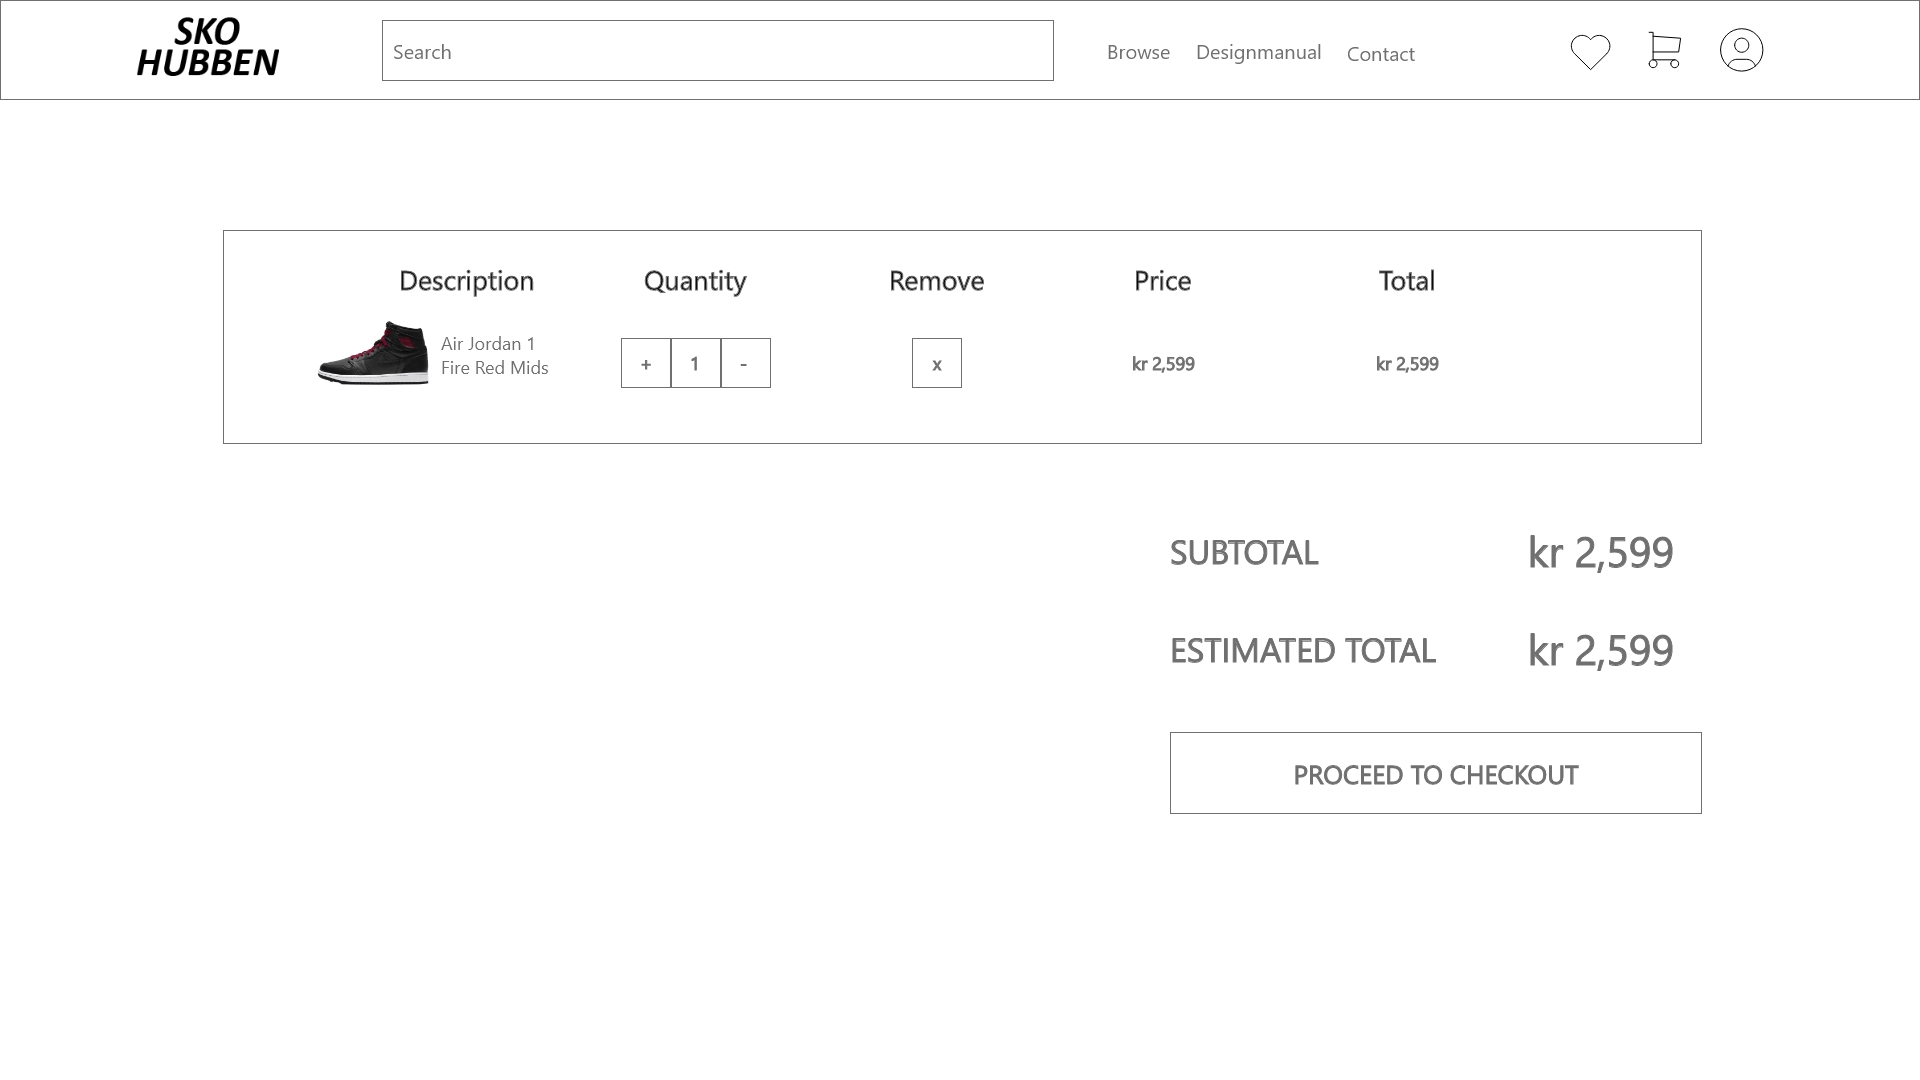 SKO
HUBBEN
Search
Browse
Designmanual
Contact
Description
Quantity
Remove
Price
Total
Air Jordan 1
Fire Red Mids
+
1
-
x
kr 2,599
kr 2,599
SUBTOTAL
kr 2,599
ESTIMATED TOTAL
kr 2,599
PROCEED TO CHECKOUT